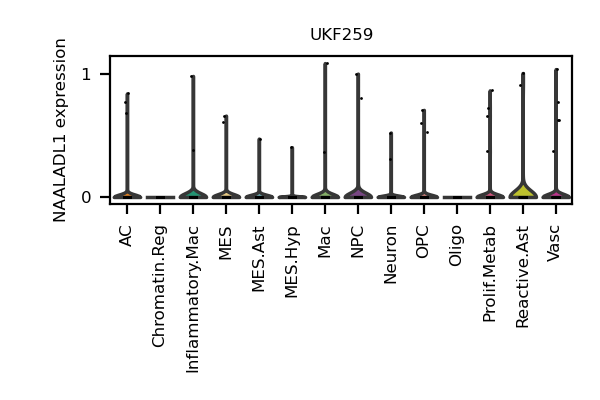 UKF259
NAALADL1 expression
1
0
AC
Chromatin.Reg
Inflammatory.Mac
MES
MES.Ast
MES.Hyp
Mac
NPC
Neuron
OPC
Oligo
Prolif.Metab
Reactive.Ast
Vasc